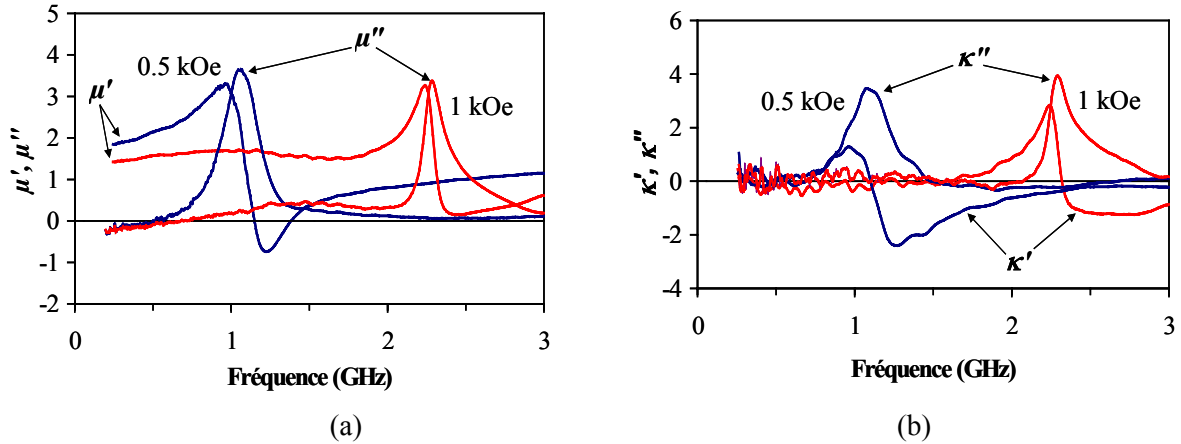 5
4
3
2
1
0
-1
-2
0
1
2
3
μ', μ''
μ'
0.5 kOe
μ''
1 kOe
Fréquence (GHz)
(a)
6
4
2
0
-2
-4
0
1
2
3
κ', κ''
0.5 kOe
κ''
1 kOe
κ'
Fréquence (GHz)
(b)